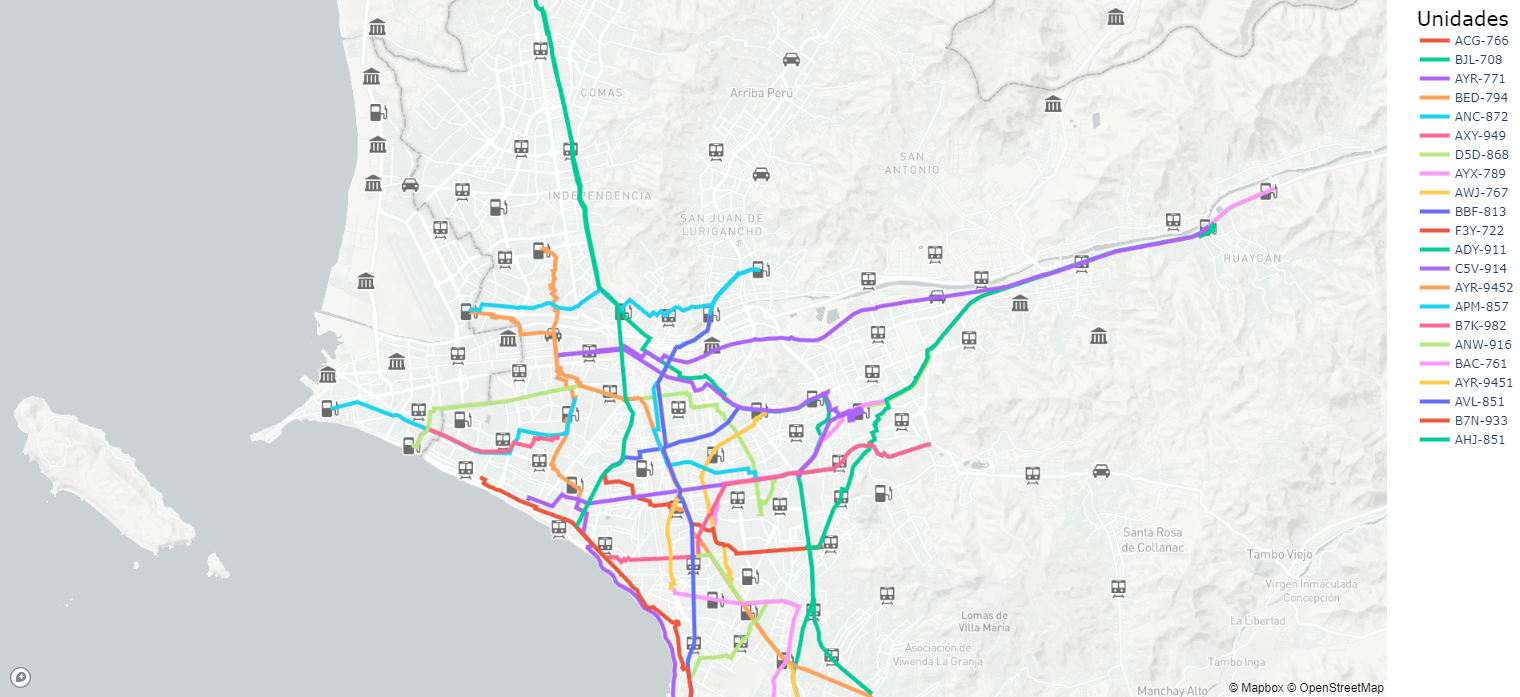 COMAS
Arriba Perú
SAN
ANTONIO
INDEPENDENCIA
SAN JUAN DE
LURIGANCHO
HUAYCÁN
Santa Rosa
de Collanac
Tambo Viejo
Virgen Inmaculada
Concepción
Lomas de
Villa María
La Libertad
Asociación de
Vivienda La Granja
Tambo Inga
Manchay Alto
© Mapbox © OpenStreetMap
Unidades
ACG-766
BJL-708
AYR-771
BED-794
ANC-872
AXY-949
D5D-868
AYX-789
AWJ-767
BBF-813
F3Y-722
ADY-911
C5V-914
AYR-9452
APM-857
B7K-982
ANW-916
BAC-761
AYR-9451
AVL-851
B7N-933
AHJ-851